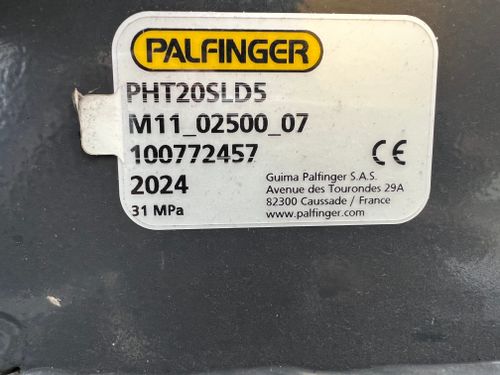 PALFINGER
PHT20SLD5
M11_02500_07
100772457
2024
31 MPa
CE
Guima Palfinger S.A.S.
Avenue des Tourondes 29A
82300 Caussade / France
www.palfinger.com